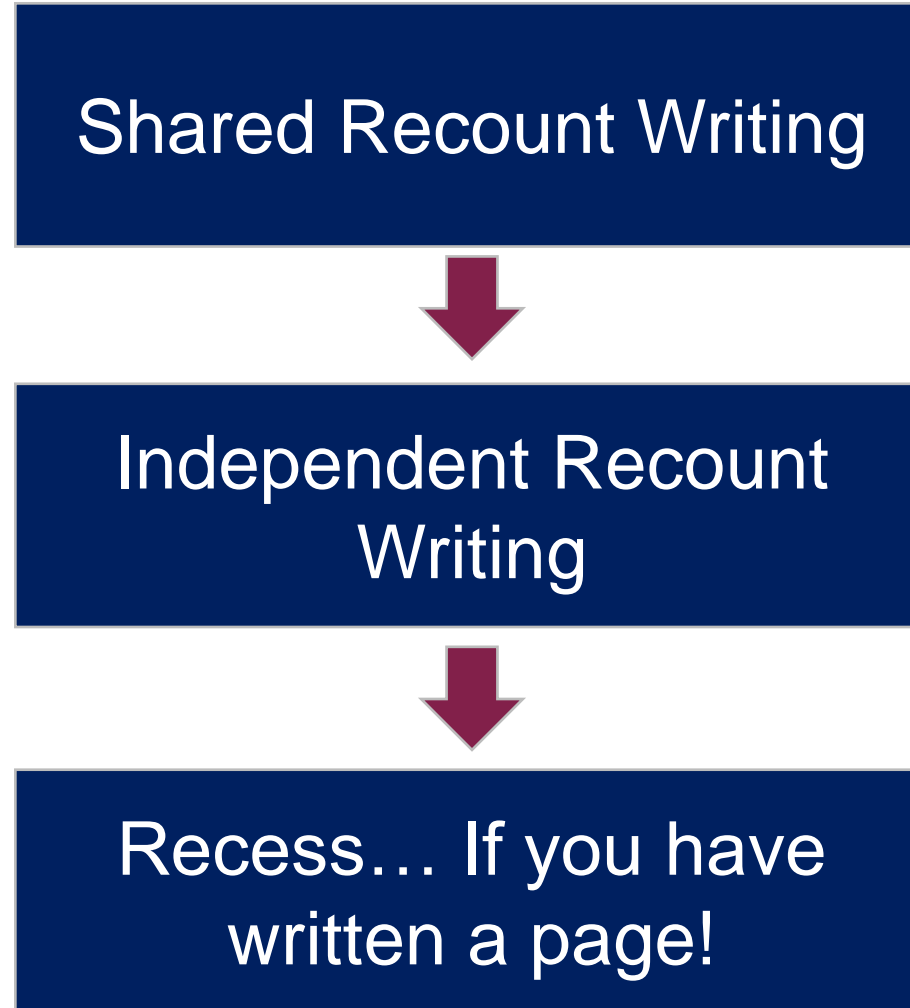 Shared Recount Writing
Independent Recount
Writing
Recess… If you have
written a page!